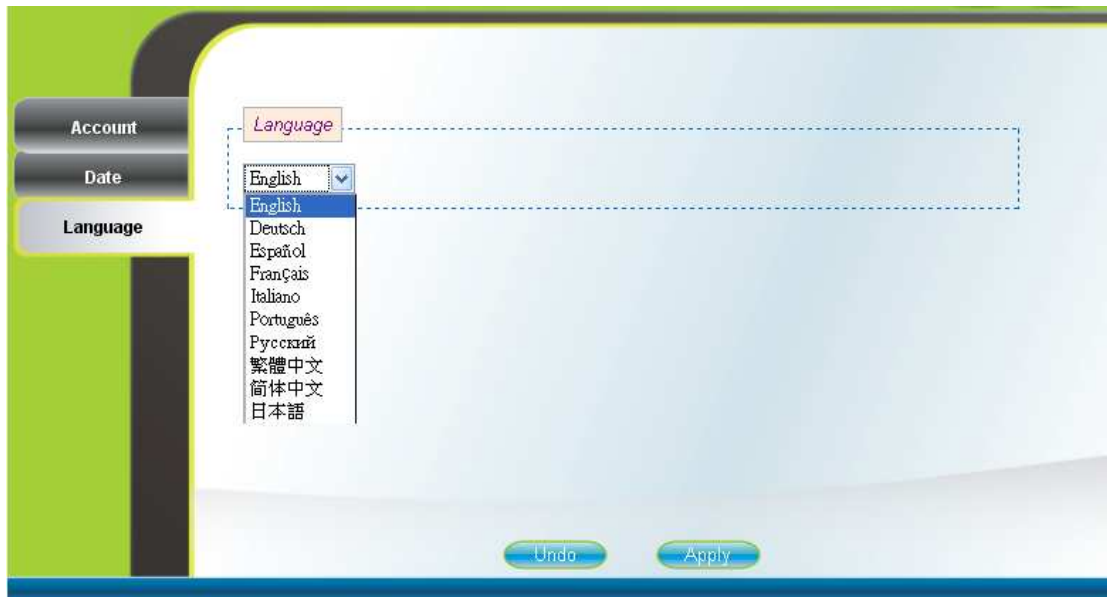 Account
Date
Language
Language
English
English
Deutsch
Español
Français
Italiano
Português
Русский
繁體中文
简体中文
日本語
Undo
Apply